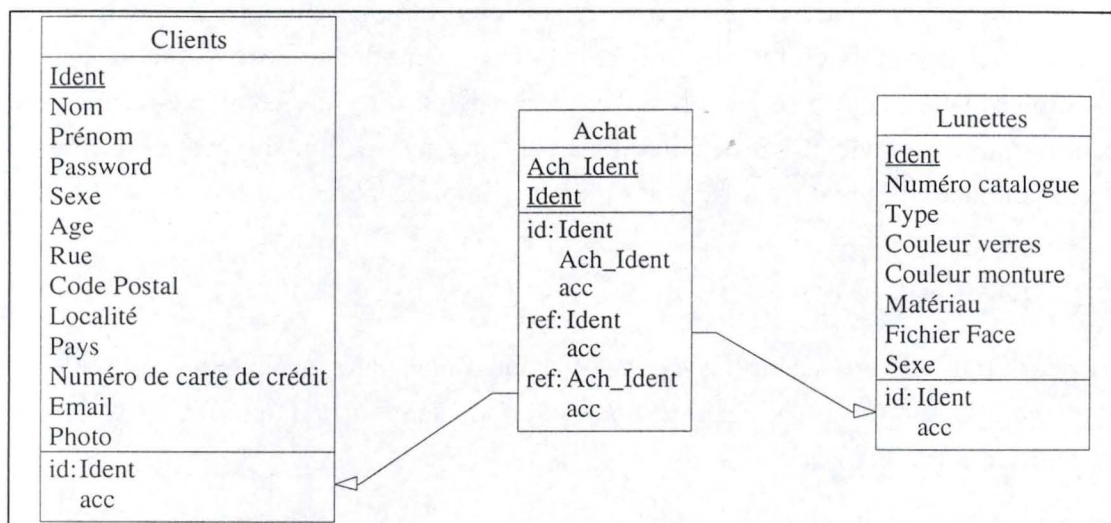 Clients
Ident
Nom
Prénom
Password
Sexe
Age
Rue
Code Postal
Localité
Pays
Numéro de carte de crédit
Email
Photo
id:Ident
acc
Achat
Ach_Ident
Ident
id: Ident
Ach_Ident
acc
ref: Ident
acc
ref: Ach_Ident
acc
Lunettes
Ident
Numéro catalogue
Type
Couleur verres
Couleur monture
Matériau
Fichier Face
Sexe
id: Ident
acc